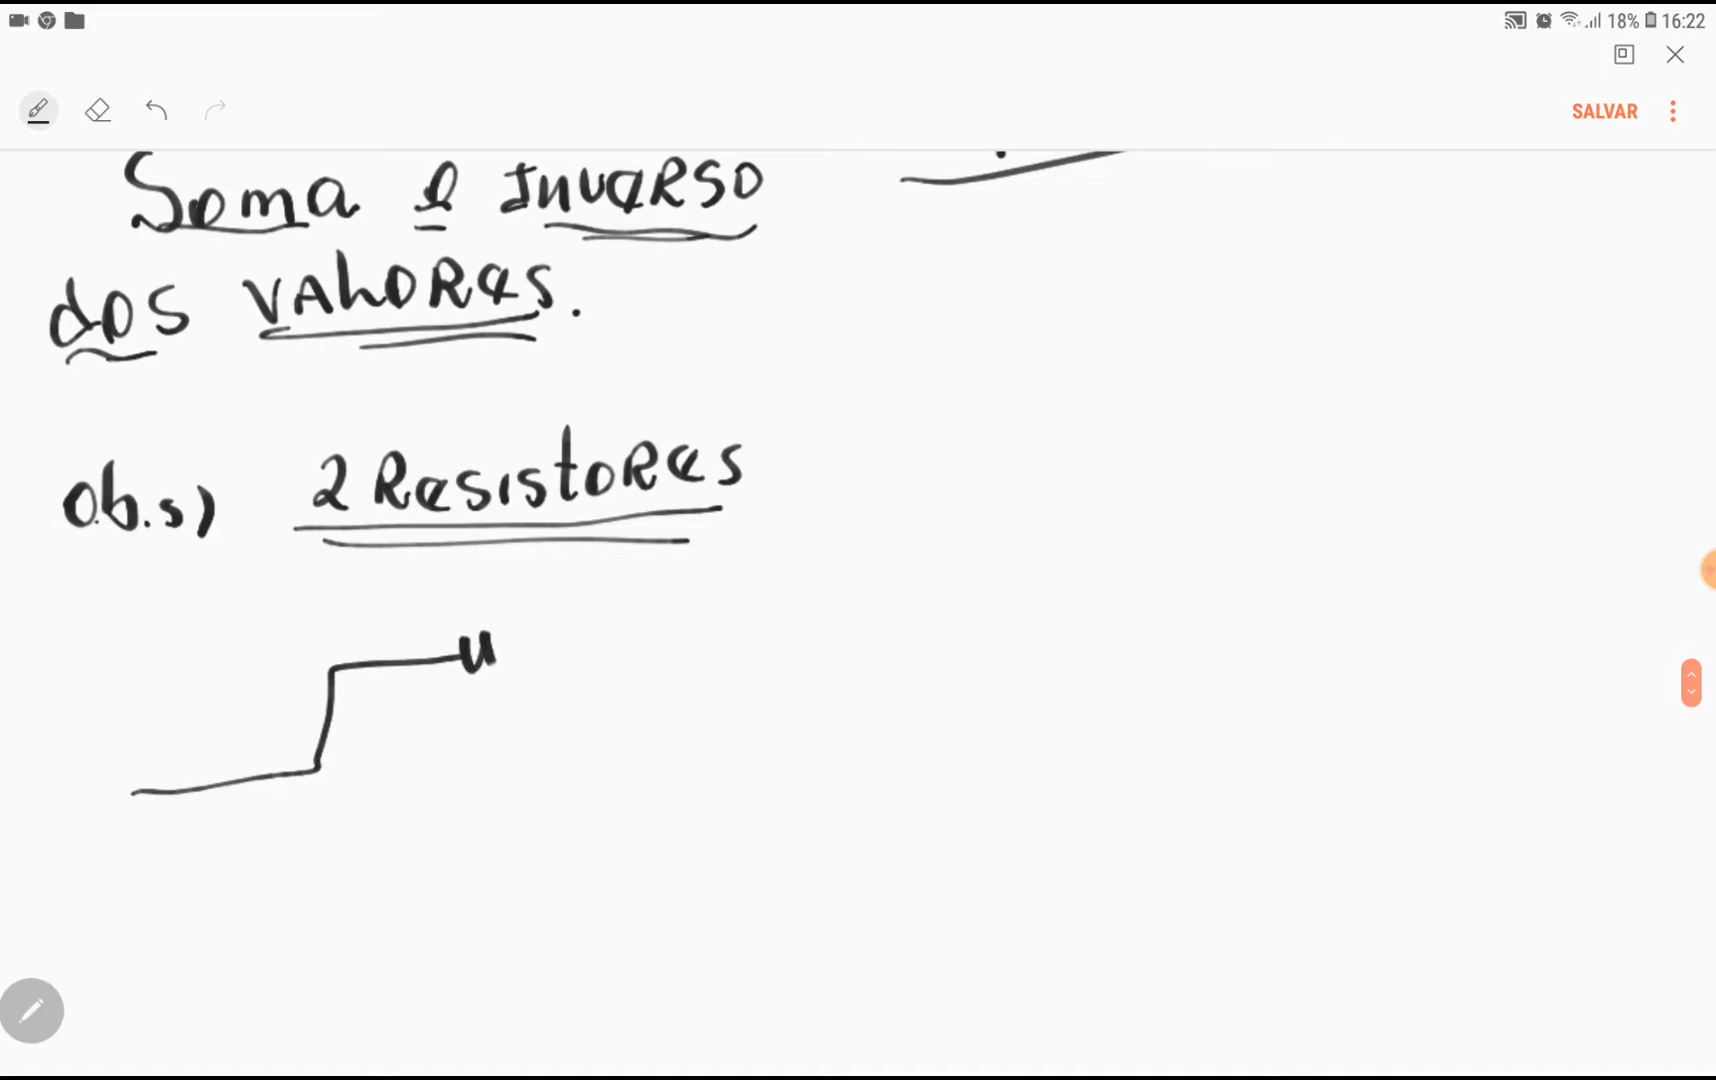 18% 16:22
SALVAR
Soma o Inverso
dos valores.
ob.s) 2 Resistores